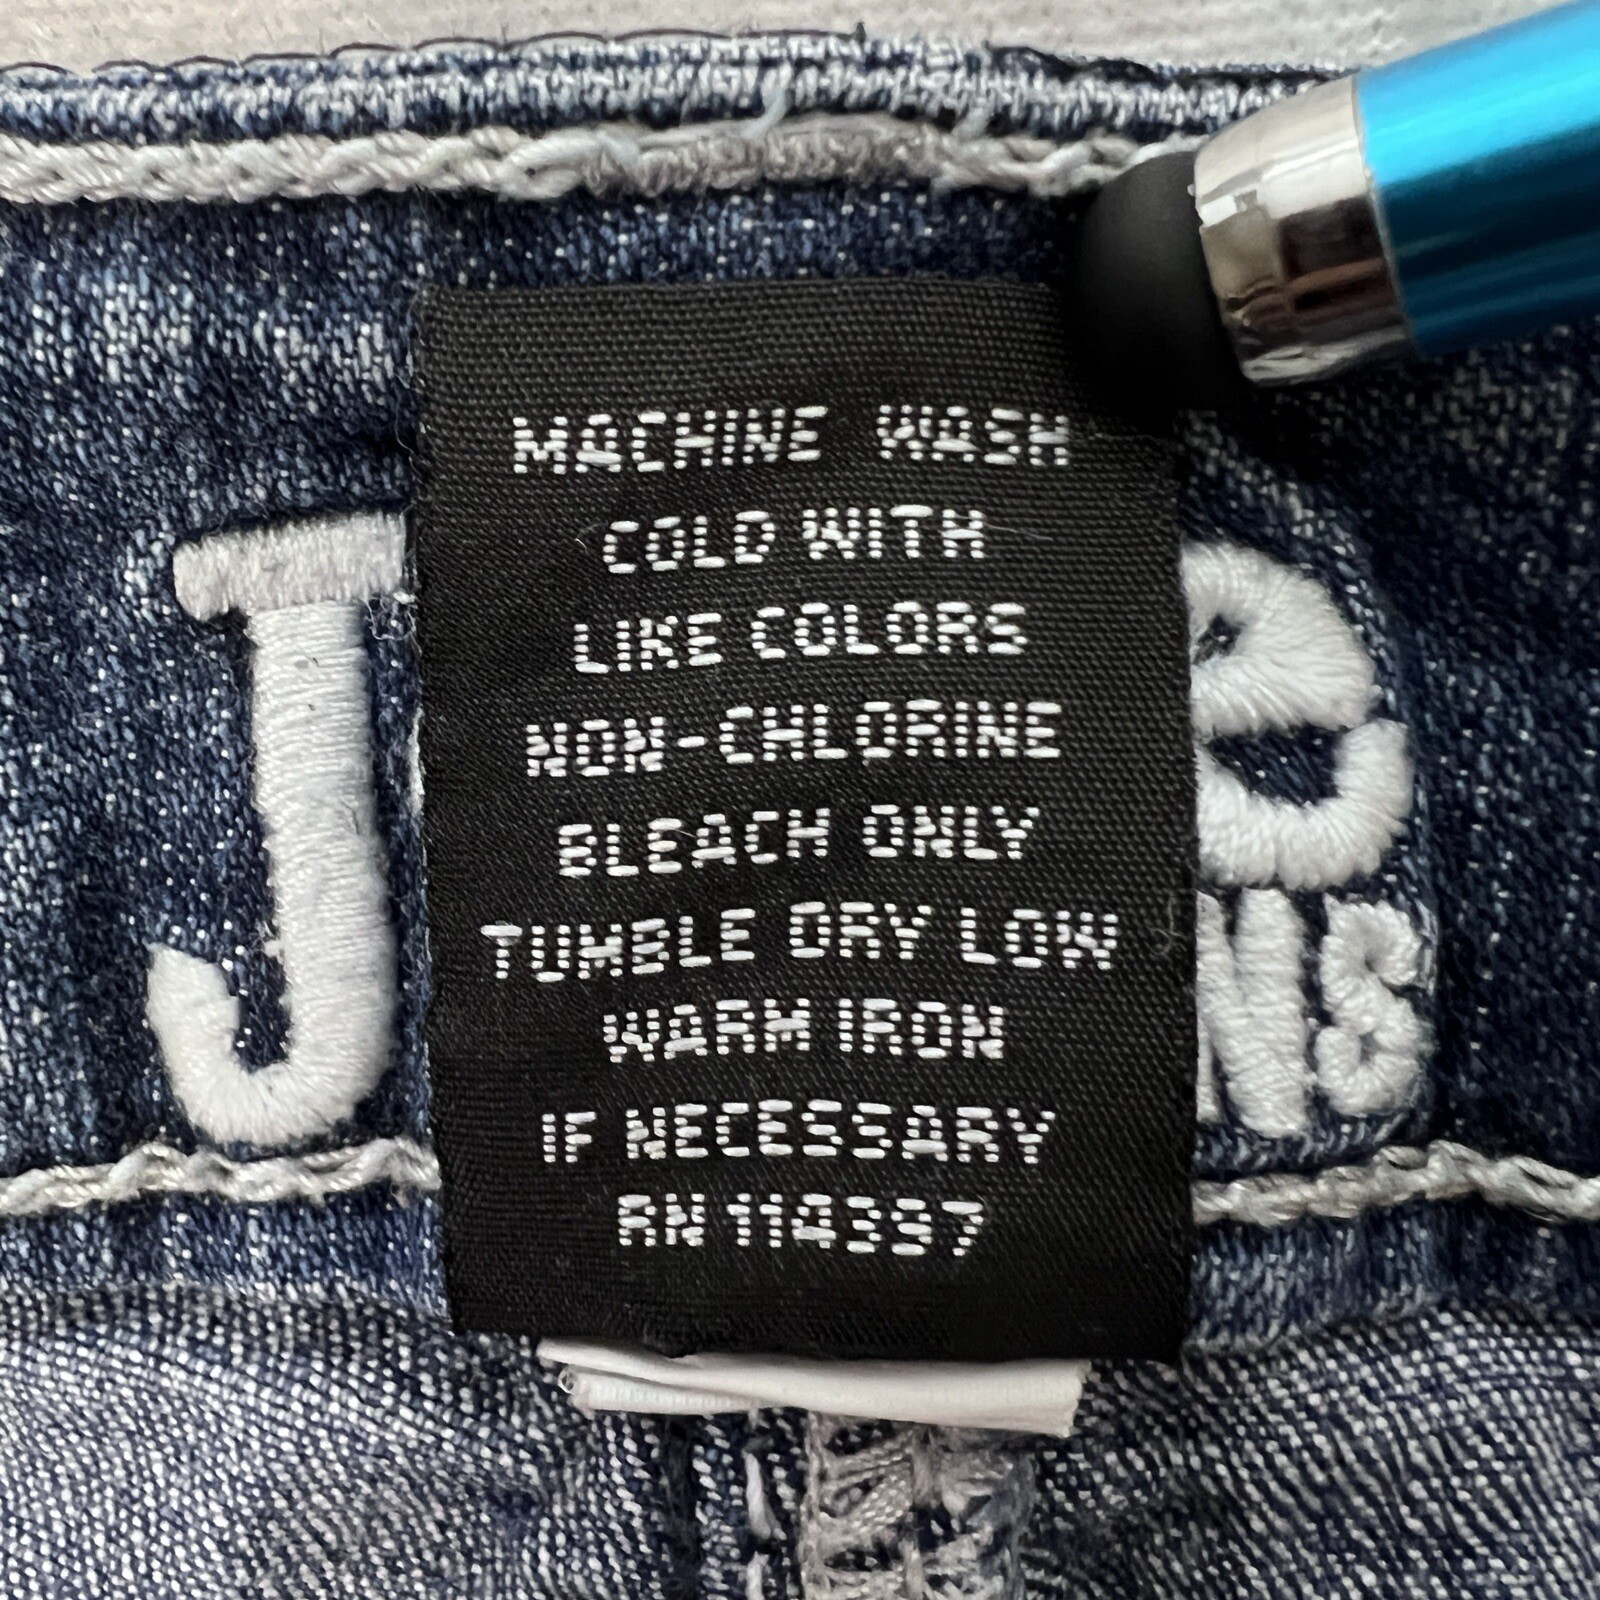 MACHINE WASH
COLD WITH
LIKE COLORS
NON-CHLORINE
BLEACH ONLY
TUMBLE DRY LOW
WARM IRON
IF NECESSARY
RN 114397